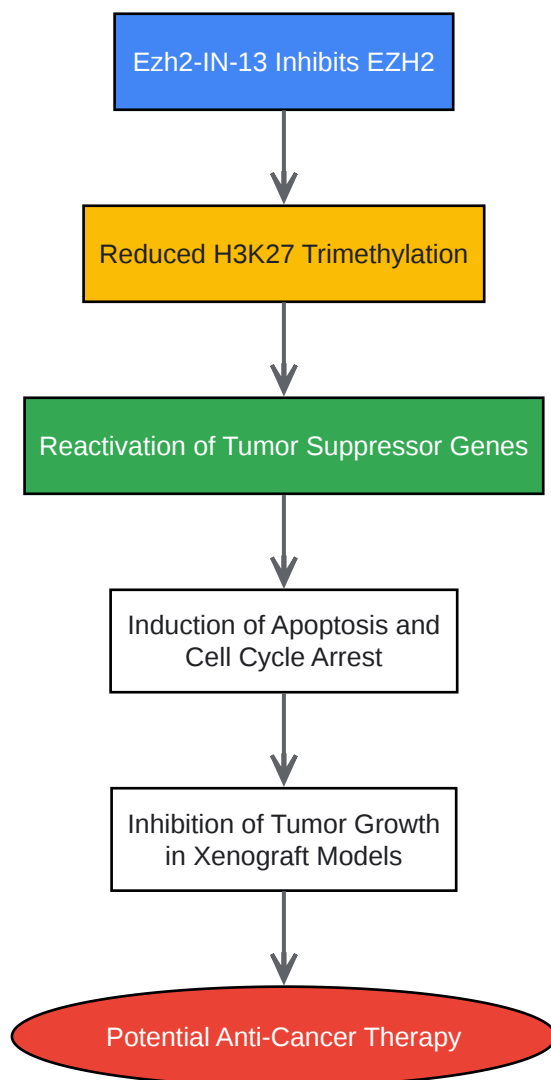 Ezh2-IN-13 Inhibits EZH2
Reduced H3K27 Trimethylation
Reactivation of Tumor Suppressor Genes
Induction of Apoptosis and
Cell Cycle Arrest
Inhibition of Tumor Growth
in Xenograft Models
Potential Anti-Cancer Therapy